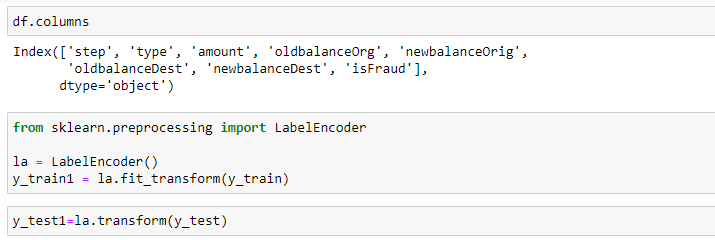 df.columns
Index(['step', 'type', 'amount', 'oldbalanceOrg', 'newbalanceOrig',
'oldbalanceDest', 'newbalanceDest', 'isFraud'],
dtype='object')
from sklearn.preprocessing import LabelEncoder
la = LabelEncoder()
y_train1 = la.fit_transform(y_train)
y_test1=la.transform(y_test)